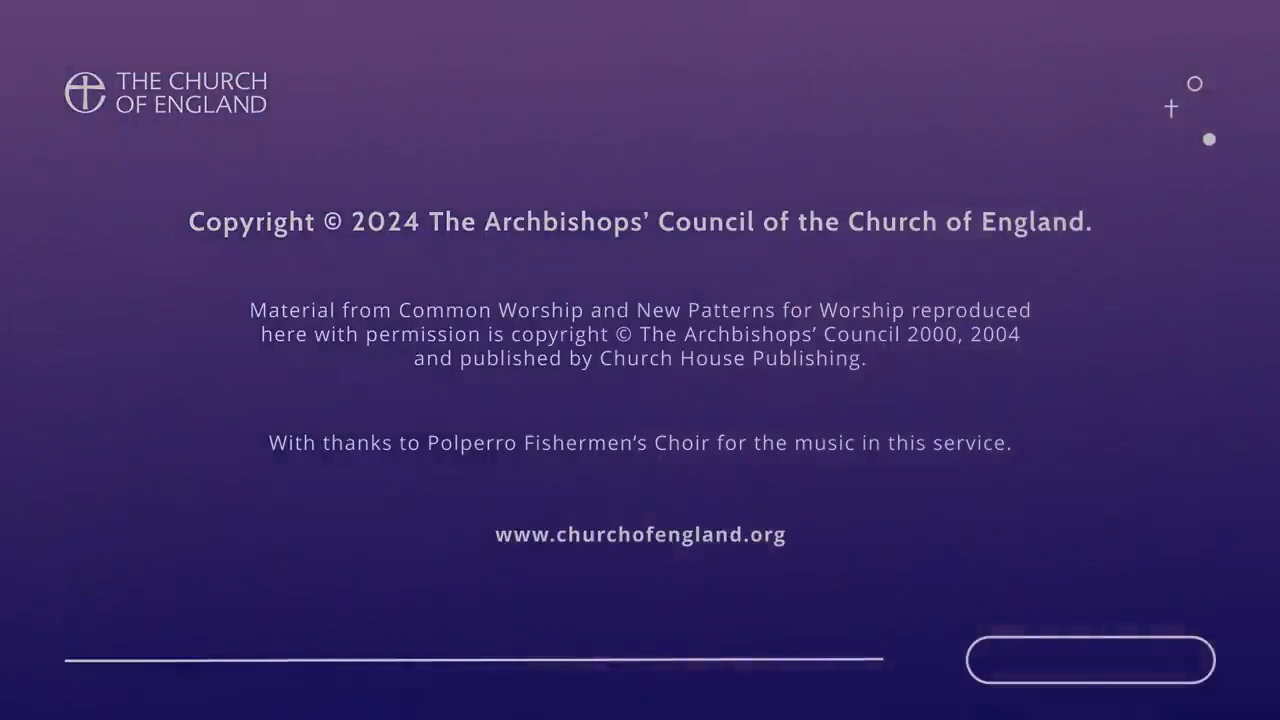 THE CHURCH
OF ENGLAND
Copyright © 2024 The Archbishops’ Council of the Church of England.
Material from Common Worship and New Patterns for Worship reproduced
here with permission is copyright © The Archbishops’ Council 2000, 2004
and published by Church House Publishing.
With thanks to Polperro Fishermen’s Choir for the music in this service.
www.churchofengland.org